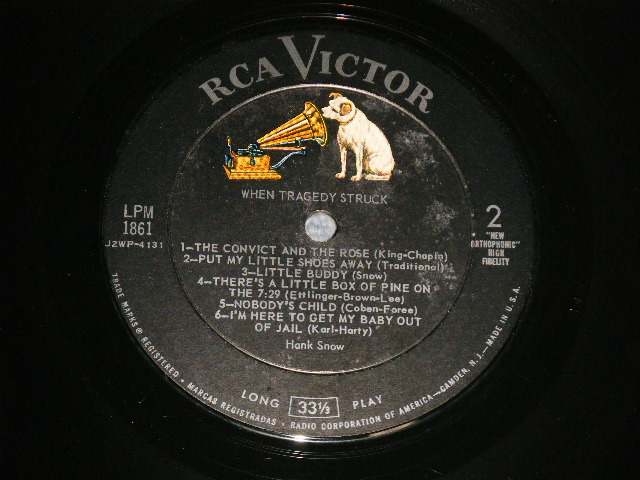 RCA VICTOR
WHEN TRAGEDY STRUCK
LPM
1861
J2WP-4131
2
"NEW
ORTHOPHONIC"
HIGH
FIDELITY
1-THE CONVICT AND THE ROSE (King-Chapin)
2-PUT MY LITTLE SHOES AWAY (Traditional)
3-LITTLE BUDDY (Snow)
4-THERE'S A LITTLE BOX OF PINE ON
THE 7:29 (Ettlinger-Brown-Lee)
5-NOBODY'S CHILD (Coben-Foree)
6-I'M HERE TO GET MY BABY OUT
OF JAIL (Karl-Harty)
Hank Snow
LONG 33⅓ PLAY
TRADE MARKS ® REGISTERED • MARCAS REGISTRADAS • RADIO CORPORATION OF AMERICA—CAMDEN, N.J.—MADE IN U.S.A.